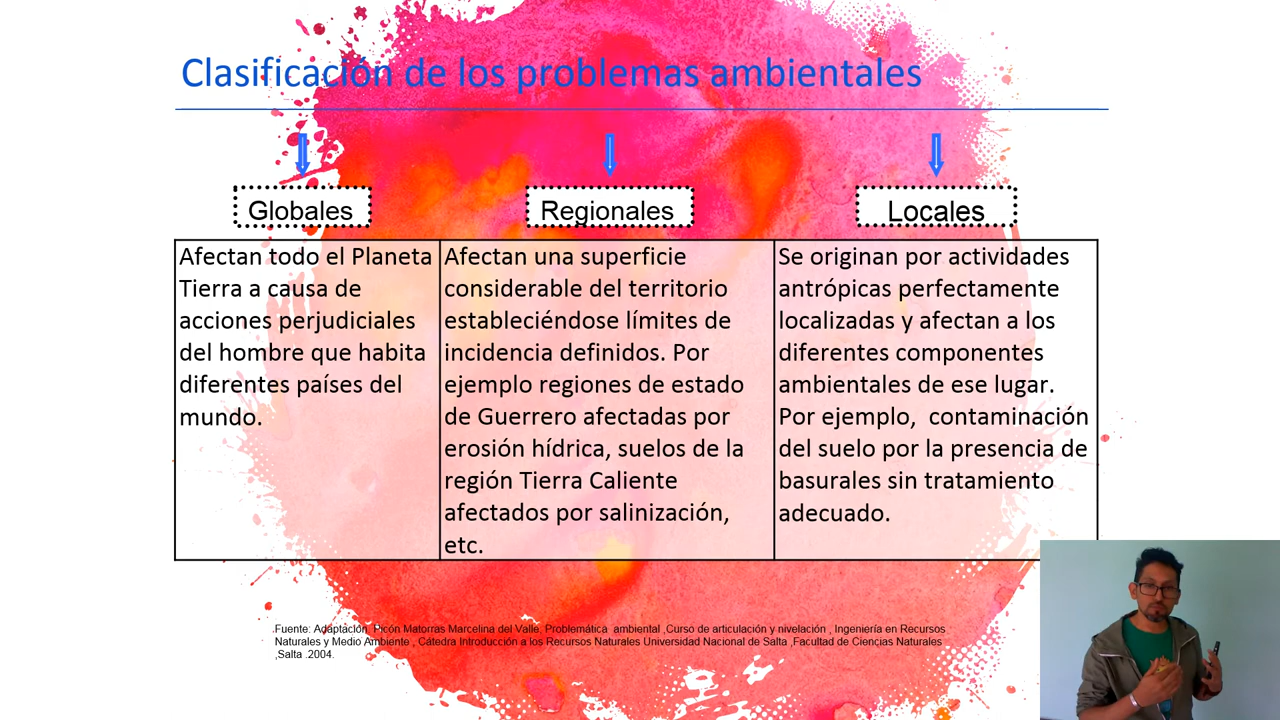 Clasificación de los problemas ambientales
Globales
Regionales
Locales
Afectan todo el Planeta
Tierra a causa de
acciones perjudiciales
del hombre que habita
diferentes países del
mundo.
Afectan una superficie
considerable del territorio
estableciéndose límites de
incidencia definidos. Por
ejemplo regiones de estado
de Guerrero afectadas por
erosión hídrica, suelos de la
región Tierra Caliente
afectados por salinización,
etc.
Se originan por actividades
antrópicas perfectamente
localizadas y afectan a los
diferentes componentes
ambientales de ese lugar.
Por ejemplo,  contaminación
del suelo por la presencia de
basurales sin tratamiento
adecuado.
Fuente: Adaptación  Picón Matorras Marcelina del Valle, Problemática  ambiental ,Curso de articulación y nivelación , Ingeniería en Recursos
Naturales y Medio Ambiente , Cátedra Introducción a los Recursos Naturales Universidad Nacional de Salta ,Facultad de Ciencias Naturales
,Salta .2004.